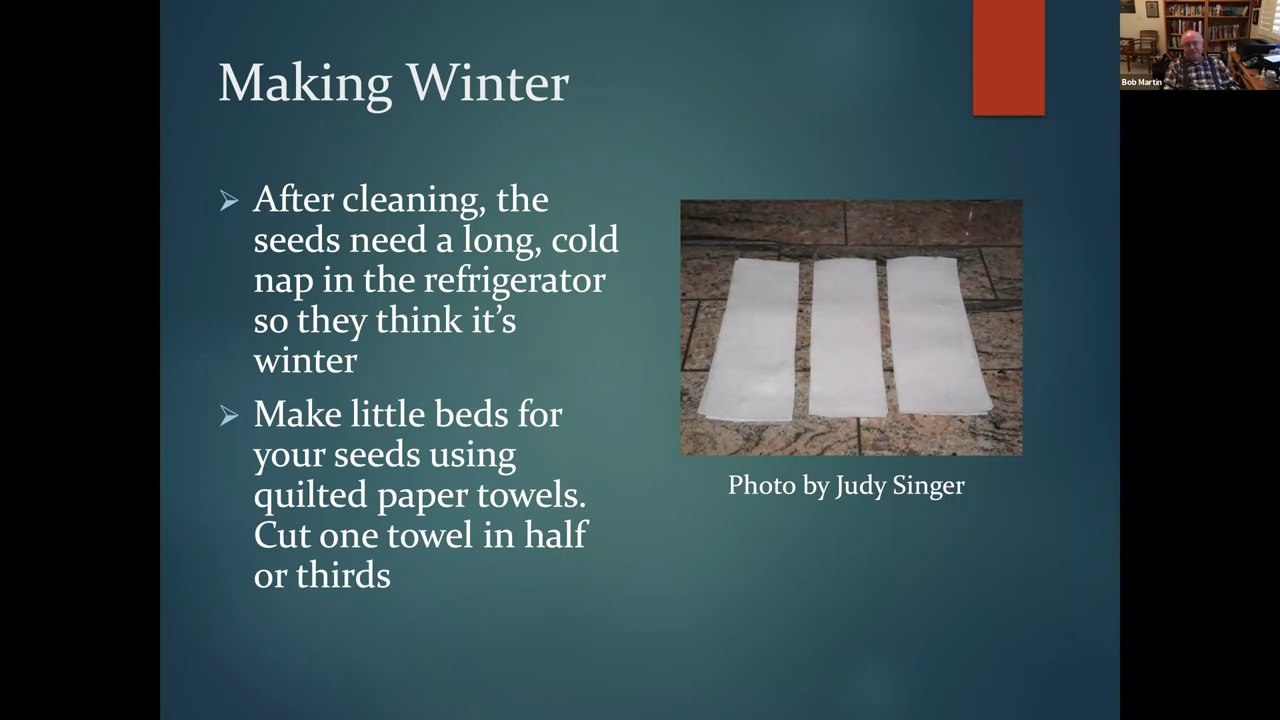 Making Winter
After cleaning, the
seeds need a long, cold
nap in the refrigerator
so they think it’s
winter
Make little beds for
your seeds using
quilted paper towels.
Cut one towel in half
or thirds
Photo by Judy Singer
Bob Martin